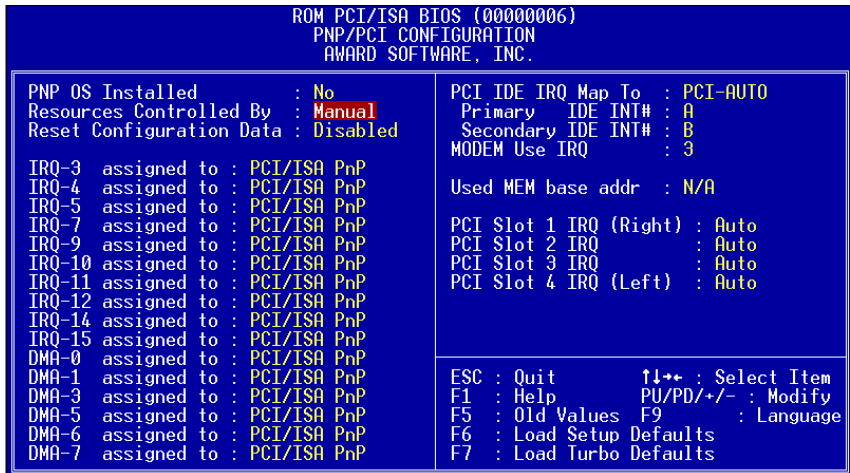 ROM PCI/ISA BIOS (00000006)
PNP/PCI CONFIGURATION
AWARD SOFTWARE, INC.
PNP OS Installed : No
Resources Controlled By : Manual
Reset Configuration Data : Disabled
IRQ-3 assigned to : PCI/ISA PnP
IRQ-4 assigned to : PCI/ISA PnP
IRQ-5 assigned to : PCI/ISA PnP
IRQ-7 assigned to : PCI/ISA PnP
IRQ-9 assigned to : PCI/ISA PnP
IRQ-10 assigned to : PCI/ISA PnP
IRQ-11 assigned to : PCI/ISA PnP
IRQ-12 assigned to : PCI/ISA PnP
IRQ-14 assigned to : PCI/ISA PnP
IRQ-15 assigned to : PCI/ISA PnP
DMA-0 assigned to : PCI/ISA PnP
DMA-1 assigned to : PCI/ISA PnP
DMA-3 assigned to : PCI/ISA PnP
DMA-5 assigned to : PCI/ISA PnP
DMA-6 assigned to : PCI/ISA PnP
DMA-7 assigned to : PCI/ISA PnP
PCI IDE IRQ Map To : PCI-AUTO
Primary IDE INT# : A
Secondary IDE INT# : B
MODEM Use IRQ : 3
Used MEM base addr : N/A
PCI Slot 1 IRQ (Right) : Auto
PCI Slot 2 IRQ : Auto
PCI Slot 3 IRQ : Auto
PCI Slot 4 IRQ (Left) : Auto
ESC : Quit ↑↓→← : Select Item
F1 : Help PU/PD/+/- : Modify
F5 : Old Values F9 : Language
F6 : Load Setup Defaults
F7 : Load Turbo Defaults